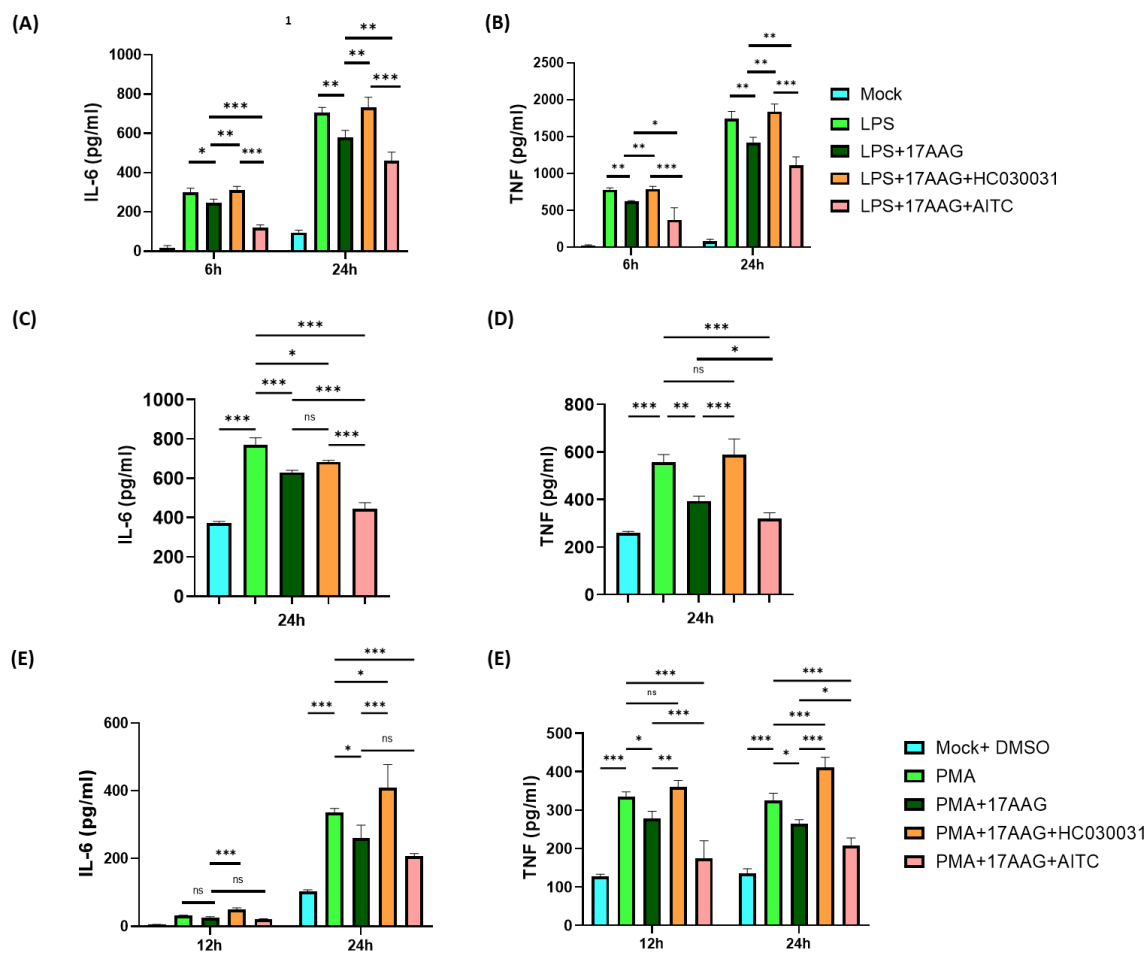 (A)
1
IL-6 (pg/ml)
1000
800
600
400
200
0
* ** *** ***
** ** *** **
6h 24h
(B)
TNF (pg/ml)
2500
2000
1500
1000
500
0
** ** *** *
** ** *** **
6h 24h
Mock
LPS
LPS+17AAG
LPS+17AAG+HC030031
LPS+17AAG+AITC
(C)
IL-6 (pg/ml)
1000
800
600
400
200
0
***
*
*** ***
*** ns ***
24h
(D)
TNF (pg/ml)
800
600
400
200
0
***
*
ns
*** ** ***
24h
(E)
IL-6 (pg/ml)
600
400
200
0
***
ns ns
***
*
*** ***
* ns
12h 24h
(E)
TNF (pg/ml)
500
400
300
200
100
0
***
ns
***
*
*** **
***
*
***
*** ***
*
12h 24h
Mock+ DMSO
PMA
PMA+17AAG
PMA+17AAG+HC030031
PMA+17AAG+AITC